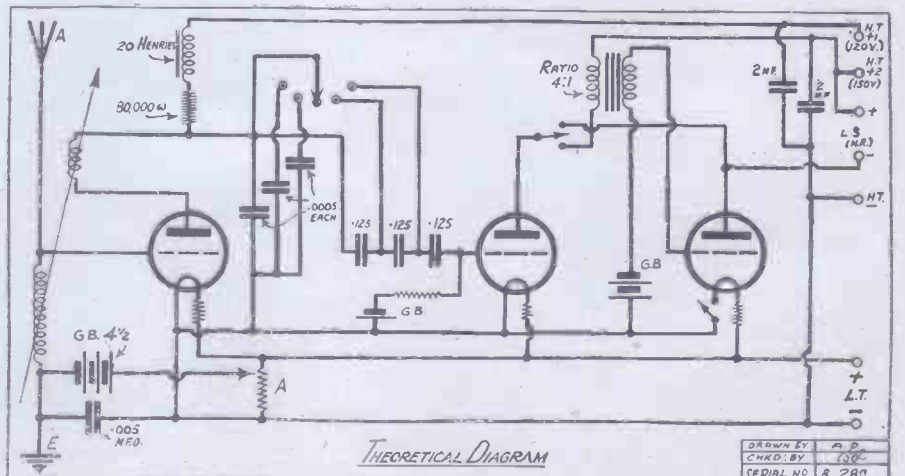 A
20 HENRIES
80,000 ω
.0005
EACH
.125
.125
.125
G.B
RATIO
4:1
G.B
2 MF.
2
MF
H.T
+1
(120V.)
H.T
+2
(150V)
+
L.S
(H.R.)
-
H.T.
-
G.B. 4½
A
.005
M.F.D.
E
+
L.T.
-
THEORETICAL DIAGRAM
DRAWN BY A.P.
CHKD: BY
SERIAL NO R 280